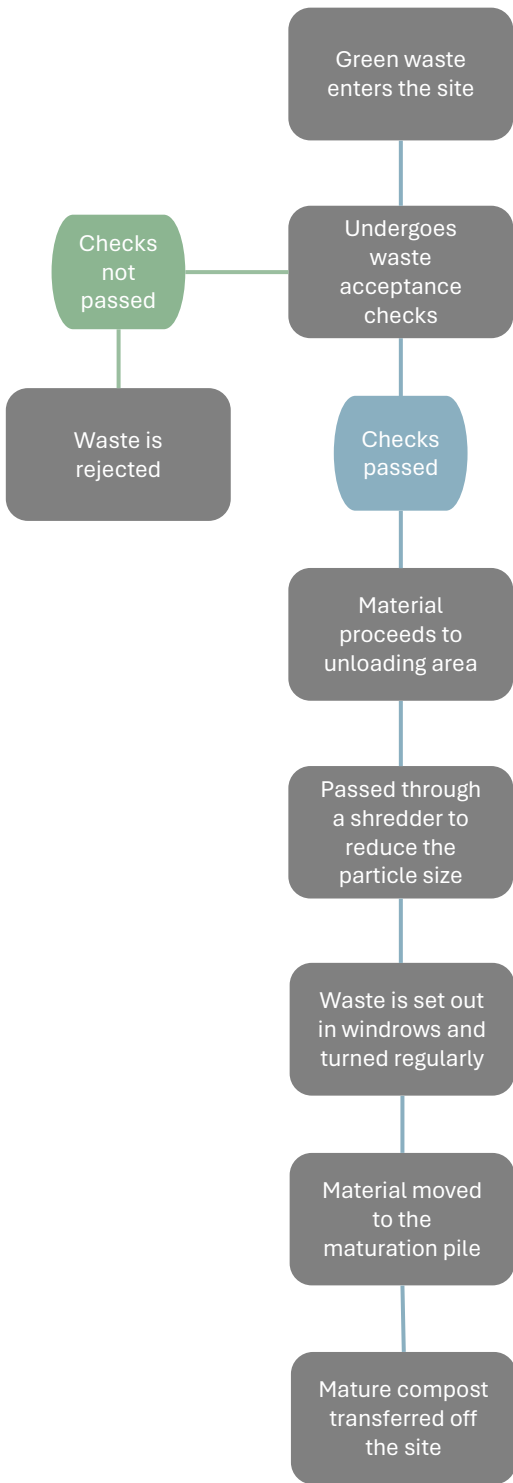 Green waste
enters the site
Undergoes
waste
acceptance
checks
Checks
not
passed
Waste is
rejected
Checks
passed
Material
proceeds to
unloading area
Passed through
a shredder to
reduce the
particle size
Waste is set out
in windrows and
turned regularly
Material moved
to the
maturation pile
Mature compost
transferred off
the site